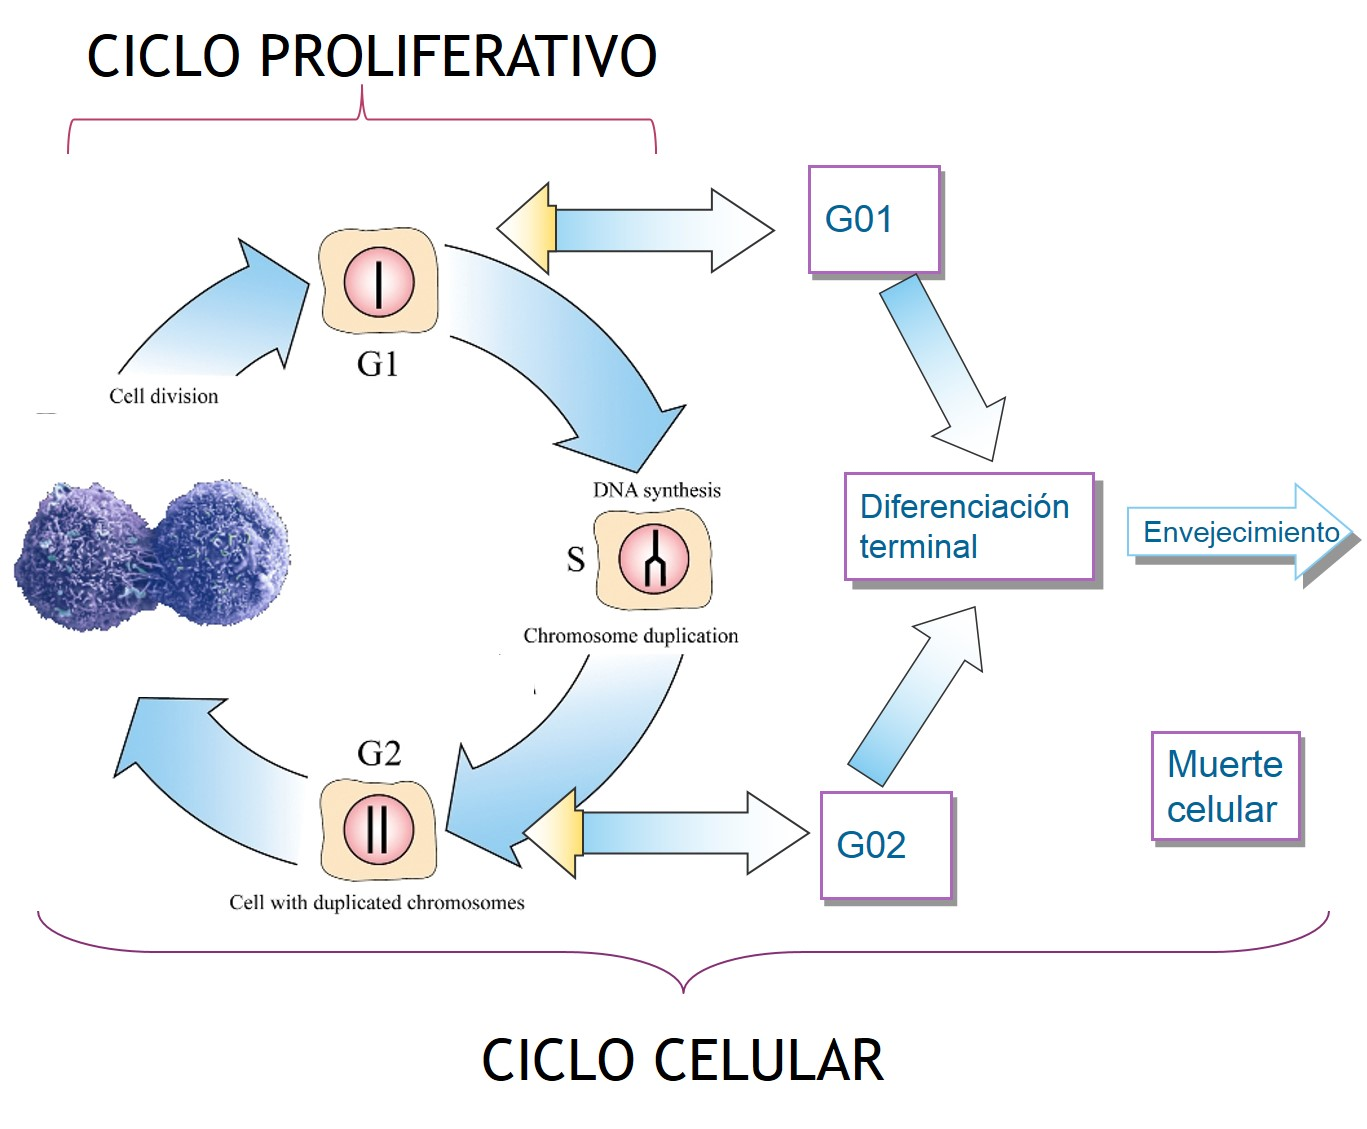 CICLO PROLIFERATIVO
G01
G1
Cell division
DNA synthesis
S
Chromosome duplication
Diferenciación
terminal
Envejecimiento
G2
Cell with duplicated chromosomes
G02
Muerte
celular
CICLO CELULAR